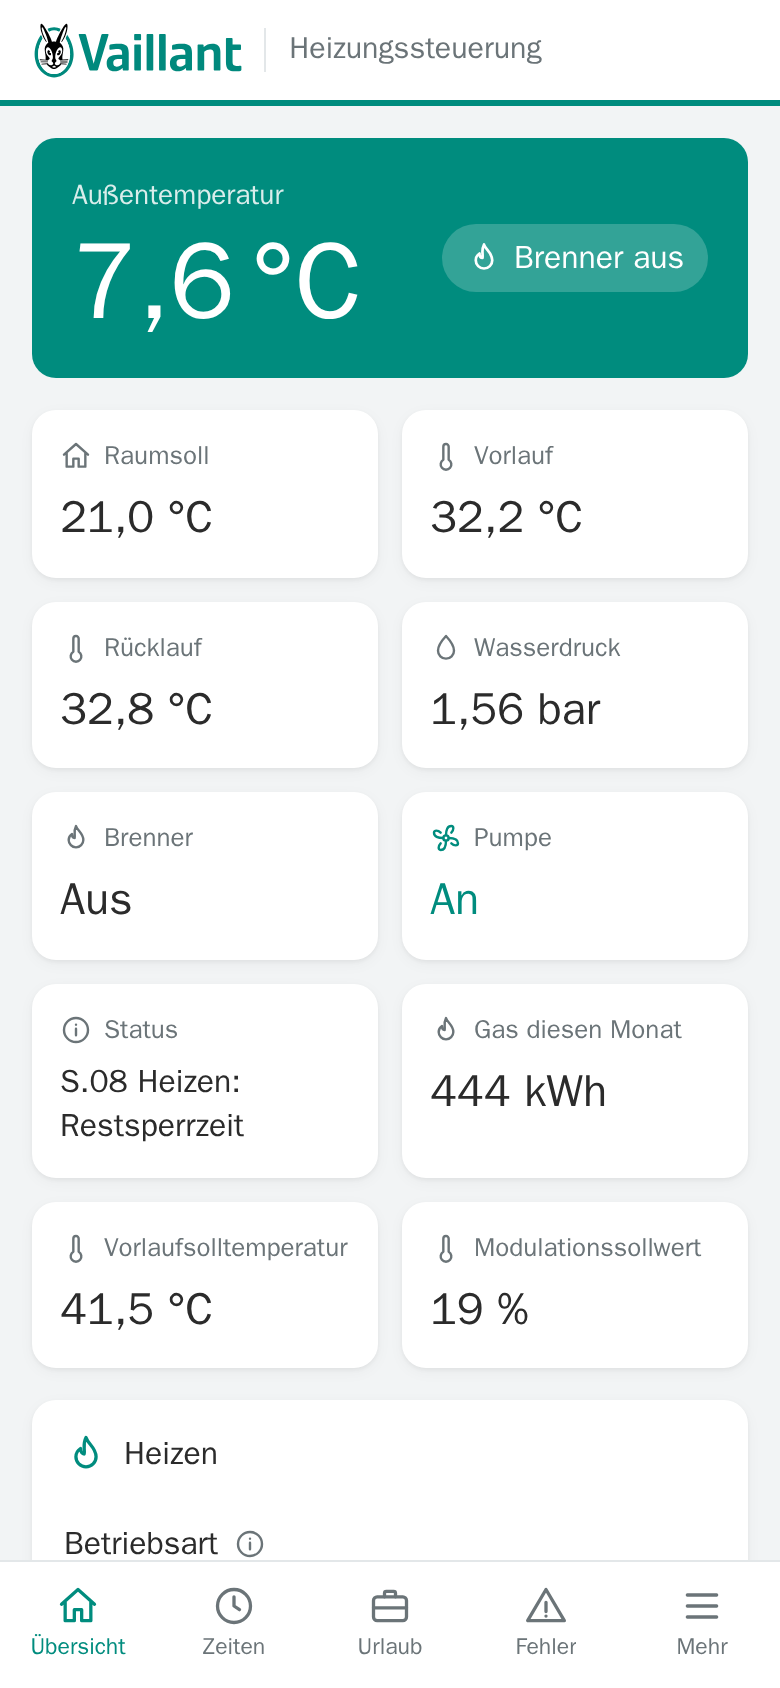 Vaillant
Heizungssteuerung
Außentemperatur
7,6 °C
Brenner aus
Raumsoll
21,0 °C
Vorlauf
32,2 °C
Rücklauf
32,8 °C
Wasserdruck
1,56 bar
Brenner
Aus
Pumpe
An
Status
S.08 Heizen:
Restsperrzeit
Gas diesen Monat
444 kWh
Vorlaufsolltemperatur
41,5 °C
Modulationssollwert
19 %
Heizen
Betriebsart
Übersicht
Zeiten
Urlaub
Fehler
Mehr